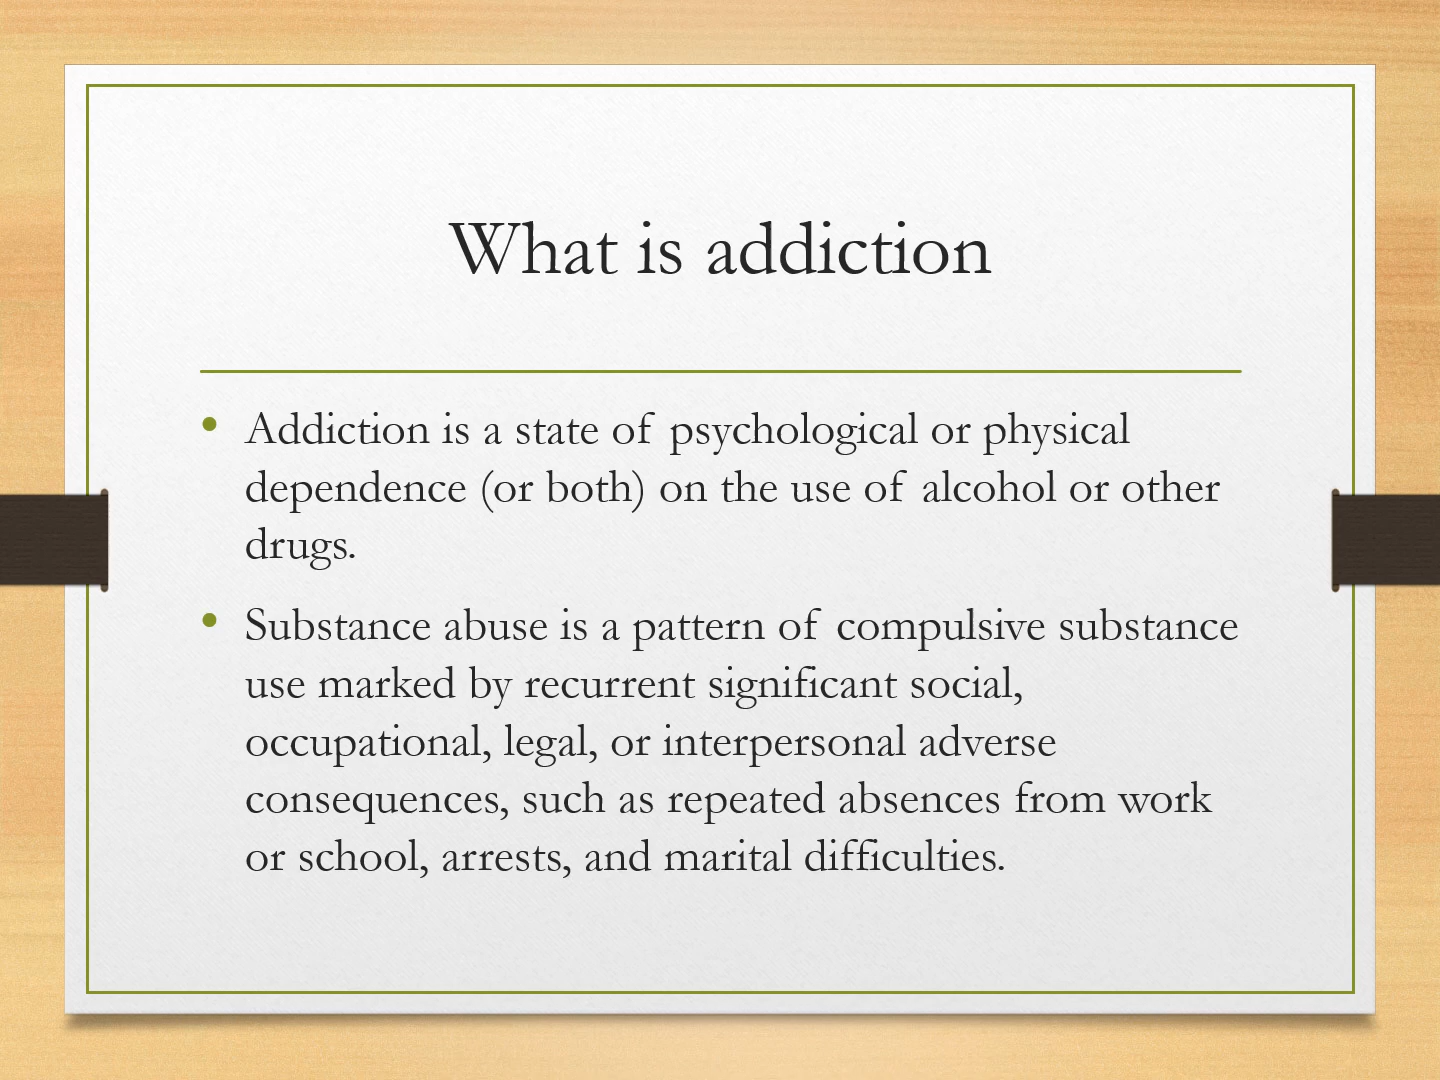 What is addiction
• Addiction is a state of psychological or physical
dependence (or both) on the use of alcohol or other
drugs.
• Substance abuse is a pattern of compulsive substance
use marked by recurrent significant social,
occupational, legal, or interpersonal adverse
consequences, such as repeated absences from work
or school, arrests, and marital difficulties.